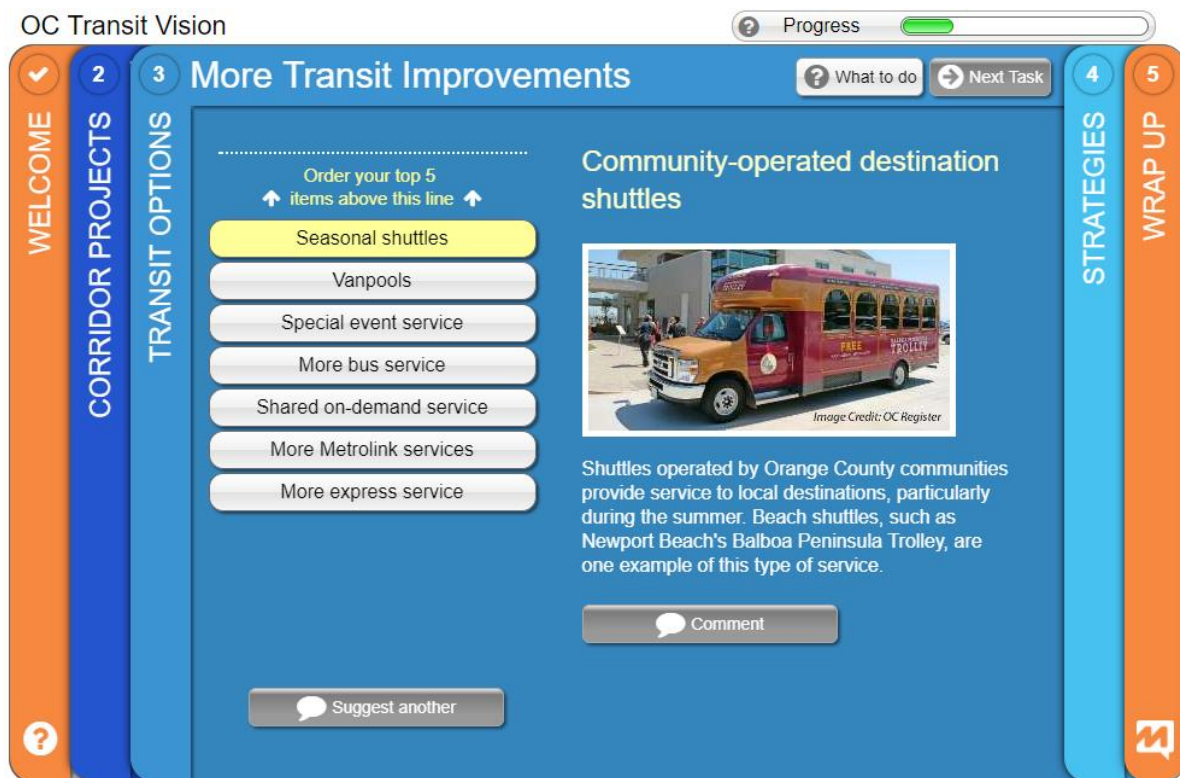 OC Transit Vision
? Progress
WELCOME
?
2
CORRIDOR PROJECTS
3
TRANSIT OPTIONS
More Transit Improvements
? What to do
Next Task
Order your top 5
items above this line
Seasonal shuttles
Vanpools
Special event service
More bus service
Shared on-demand service
More Metrolink services
More express service
Suggest another
Community-operated destination
shuttles
FREE
TROLLEY
Image Credit: OC Register
Shuttles operated by Orange County communities
provide service to local destinations, particularly
during the summer. Beach shuttles, such as
Newport Beach's Balboa Peninsula Trolley, are
one example of this type of service.
Comment
4
STRATEGIES
5
WRAP UP